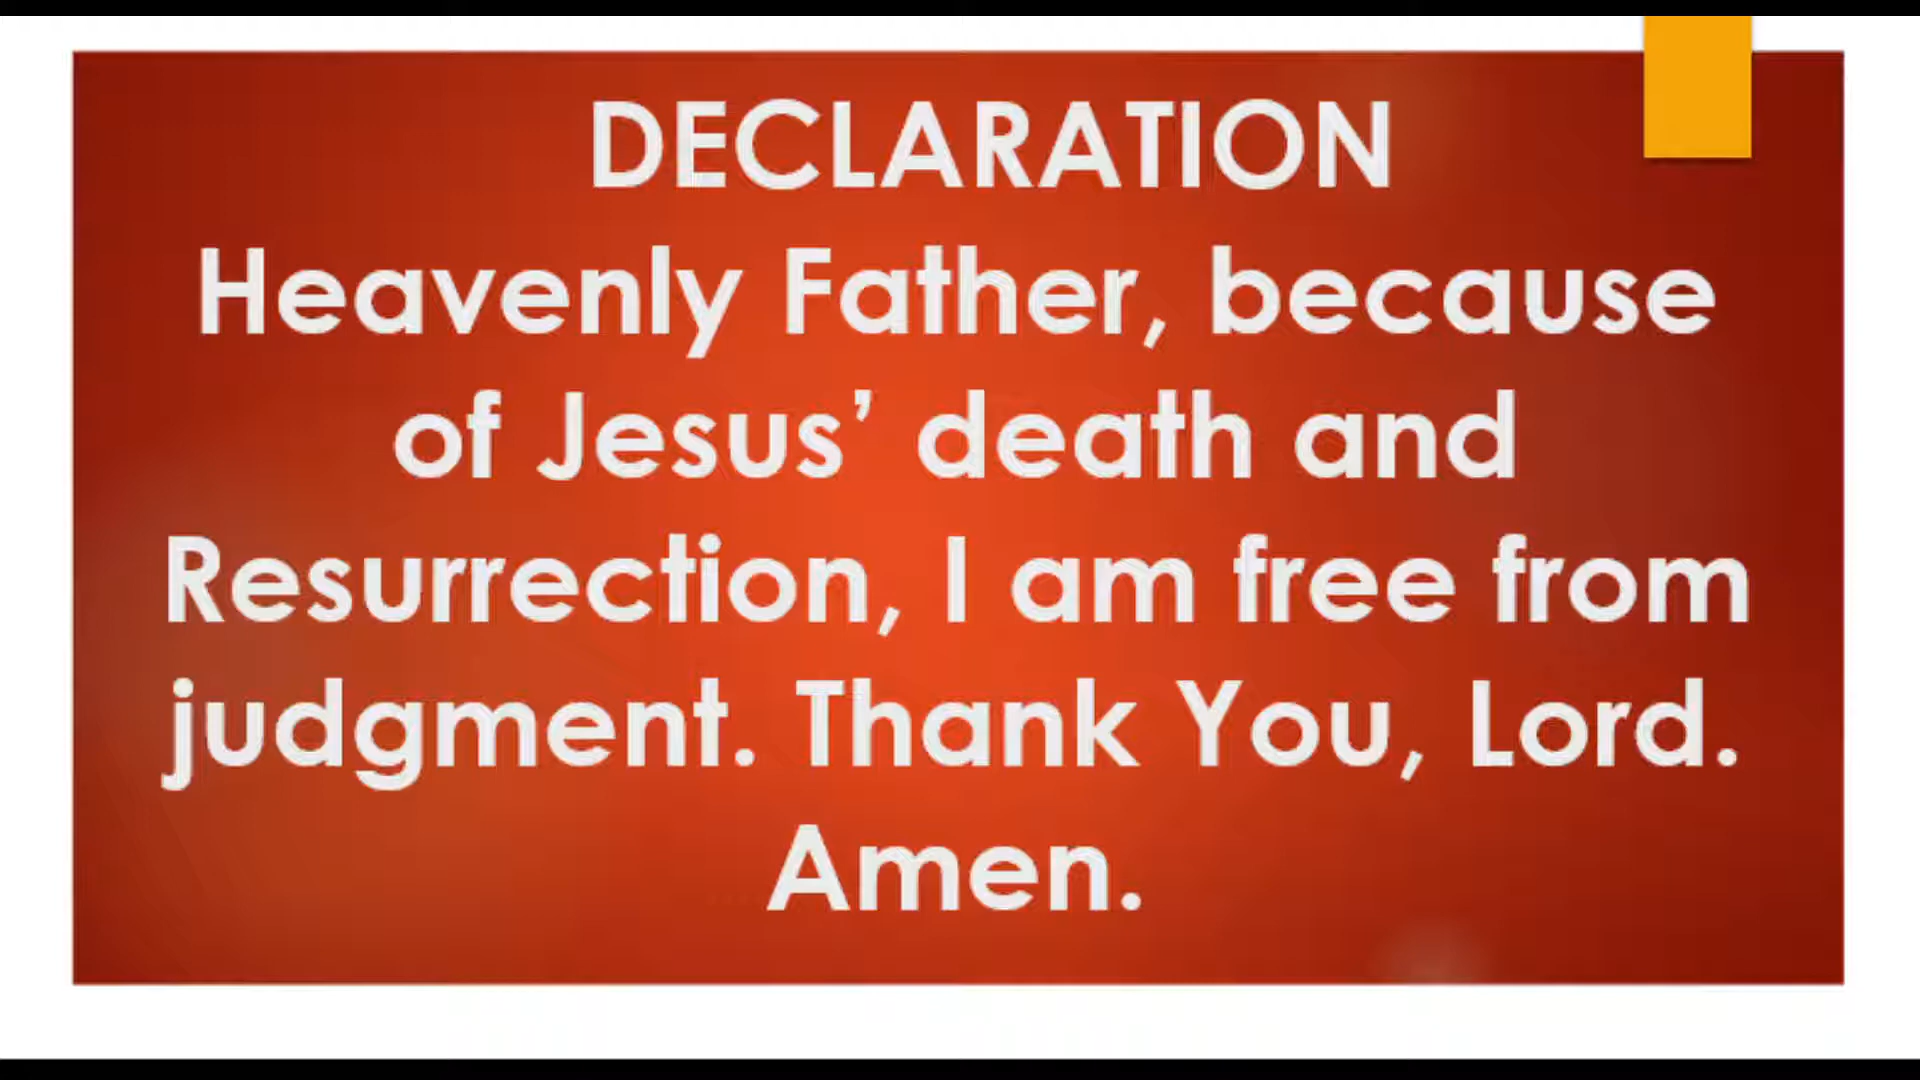 DECLARATION
Heavenly Father, because
of Jesus’ death and
Resurrection, I am free from
judgment. Thank You, Lord.
Amen.